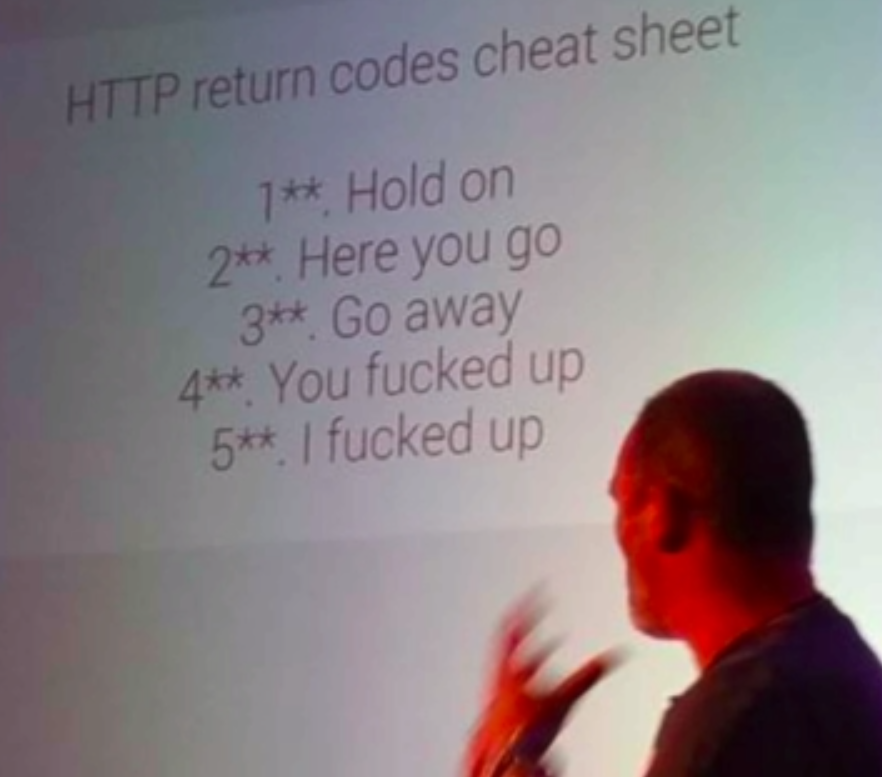 HTTP return codes cheat sheet
1**. Hold on
2**. Here you go
3**. Go away
4**. You fucked up
5**. I fucked up